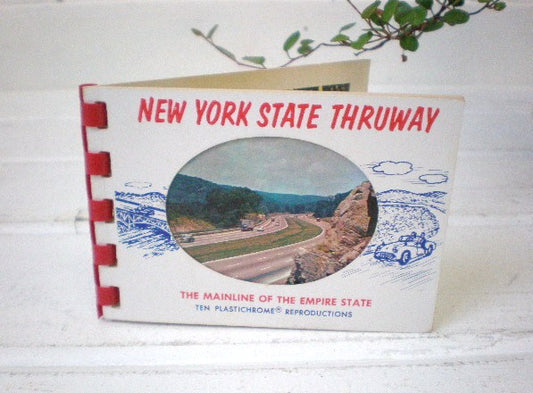 NEW YORK STATE THRUWAY
THE MAINLINE OF THE EMPIRE STATE
TEN PLASTICHROME® REPRODUCTIONS